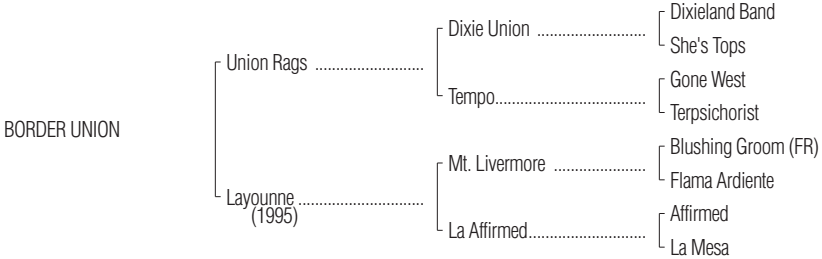 Dixieland Band
Dixie Union ..........................
She's Tops
Union Rags ..........................
Gone West
Tempo....................................
Terpsichorist
BORDER UNION
Blushing Groom (FR)
Mt. Livermore ......................
Flama Ardiente
Layounne ..............................
(1995)
Affirmed
La Affirmed............................
La Mesa